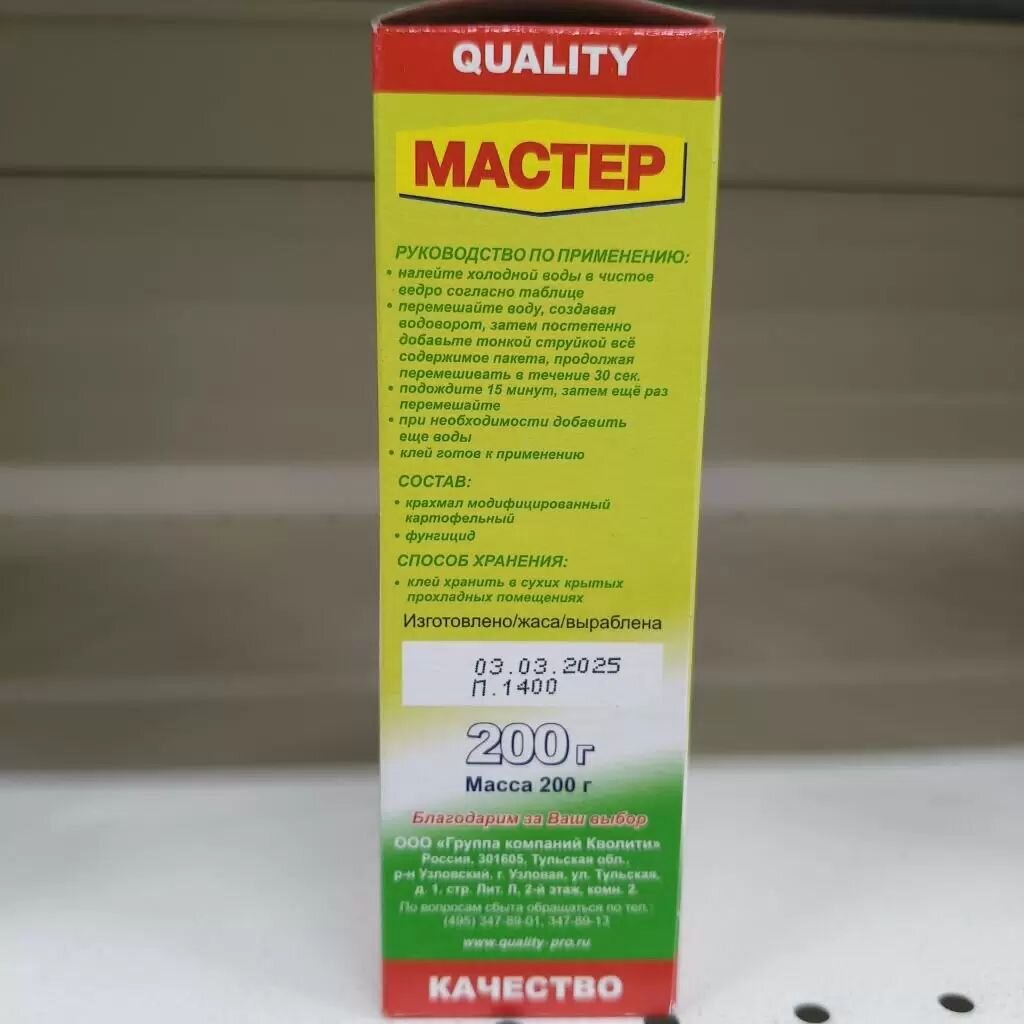 QUALITY
МАСТЕР
РУКОВОДСТВО ПО ПРИМЕНЕНИЮ:
• налейте холодной воды в чистое
ведро согласно таблице
• перемешайте воду, создавая
водоворот, затем постепенно
добавьте тонкой струйкой всё
содержимое пакета, продолжая
перемешивать в течение 30 сек.
• подождите 15 минут, затем ещё раз
перемешайте
• при необходимости добавить
еще воды
• клей готов к применению
СОСТАВ:
• крахмал модифицированный
картофельный
• фунгицид
СПОСОБ ХРАНЕНИЯ:
• клей хранить в сухих крытых
прохладных помещениях
Изготовлено/жаса/выраблена
03.03.2025
П.1400
200 г
Масса 200 г
Благодарим за Ваш выбор
ООО «Группа компаний Кволити»
Россия, 301605, Тульская обл.,
р-н Узловский, г. Узловая, ул. Тульская,
д. 1, стр. Лит. П, 2-й этаж, комн. 2.
По вопросам сбыта обращаться по тел.:
(495) 347-89-01, 347-89-13
www.quality-pro.ru
КАЧЕСТВО